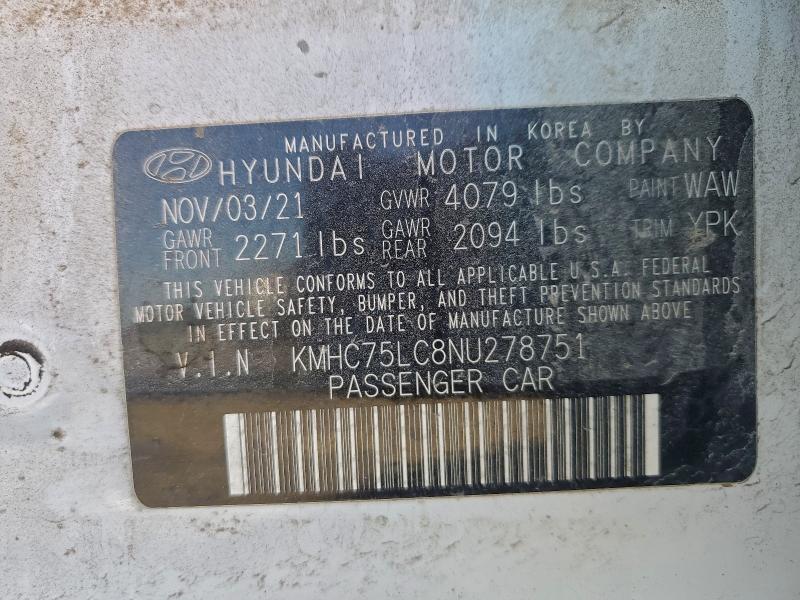 MANUFACTURED IN KOREA BY
HYUNDAI MOTOR COMPANY
NOV/03/21 GVWR 4079 lbs PAINT WAW
GAWR FRONT 2271 lbs GAWR REAR 2094 lbs TRIM YPK
THIS VEHICLE CONFORMS TO ALL APPLICABLE U.S.A. FEDERAL
MOTOR VEHICLE SAFETY, BUMPER, AND THEFT PREVENTION STANDARDS
IN EFFECT ON THE DATE OF MANUFACTURE SHOWN ABOVE
V.I.N KMHC75LC8NU278751
PASSENGER CAR